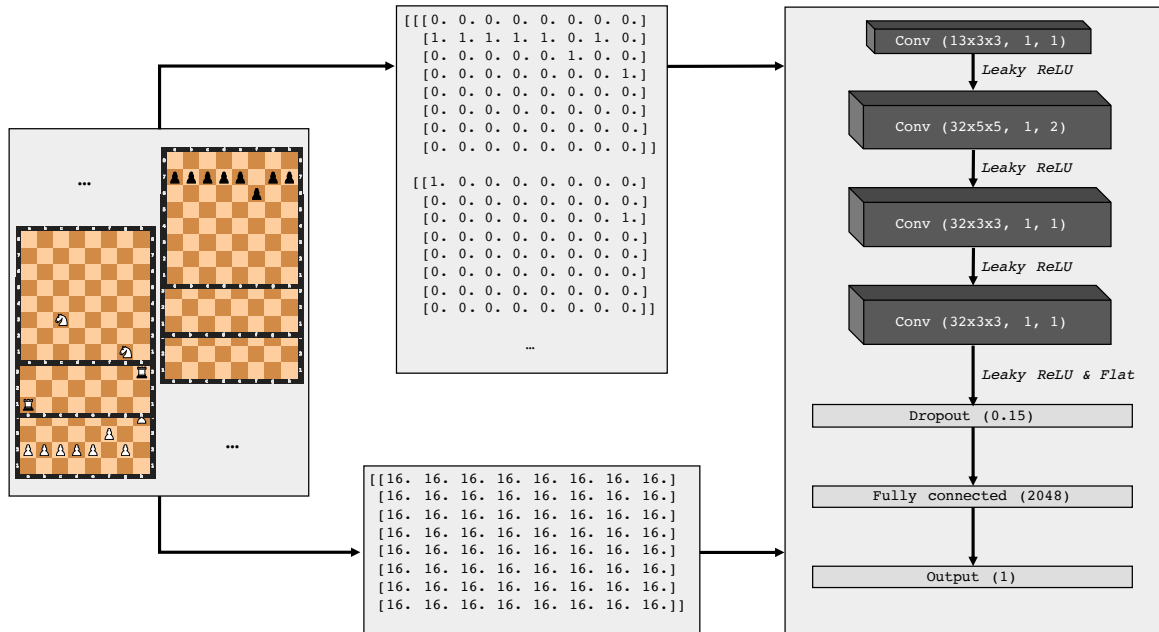 ...
...
[[[0. 0. 0. 0. 0. 0. 0. 0.]
[1. 1. 1. 1. 1. 0. 1. 0.]
[0. 0. 0. 0. 0. 1. 0. 0.]
[0. 0. 0. 0. 0. 0. 0. 1.]
[0. 0. 0. 0. 0. 0. 0. 0.]
[0. 0. 0. 0. 0. 0. 0. 0.]
[0. 0. 0. 0. 0. 0. 0. 0.]
[0. 0. 0. 0. 0. 0. 0. 0.]]
[[1. 0. 0. 0. 0. 0. 0. 0.]
[0. 0. 0. 0. 0. 0. 0. 0.]
[0. 0. 0. 0. 0. 0. 0. 1.]
[0. 0. 0. 0. 0. 0. 0. 0.]
[0. 0. 0. 0. 0. 0. 0. 0.]
[0. 0. 0. 0. 0. 0. 0. 0.]
[0. 0. 0. 0. 0. 0. 0. 0.]
[0. 0. 0. 0. 0. 0. 0. 0.]]
…
[[16. 16. 16. 16. 16. 16. 16. 16.]
[16. 16. 16. 16. 16. 16. 16. 16.]
[16. 16. 16. 16. 16. 16. 16. 16.]
[16. 16. 16. 16. 16. 16. 16. 16.]
[16. 16. 16. 16. 16. 16. 16. 16.]
[16. 16. 16. 16. 16. 16. 16. 16.]
[16. 16. 16. 16. 16. 16. 16. 16.]
[16. 16. 16. 16. 16. 16. 16. 16.]]
Conv (13x3x3, 1, 1)
Leaky ReLU
Conv (32x5x5, 1, 2)
Leaky ReLU
Conv (32x3x3, 1, 1)
Leaky ReLU
Conv (32x3x3, 1, 1)
Leaky ReLU & Flat
Dropout (0.15)
Fully connected (2048)
Output (1)